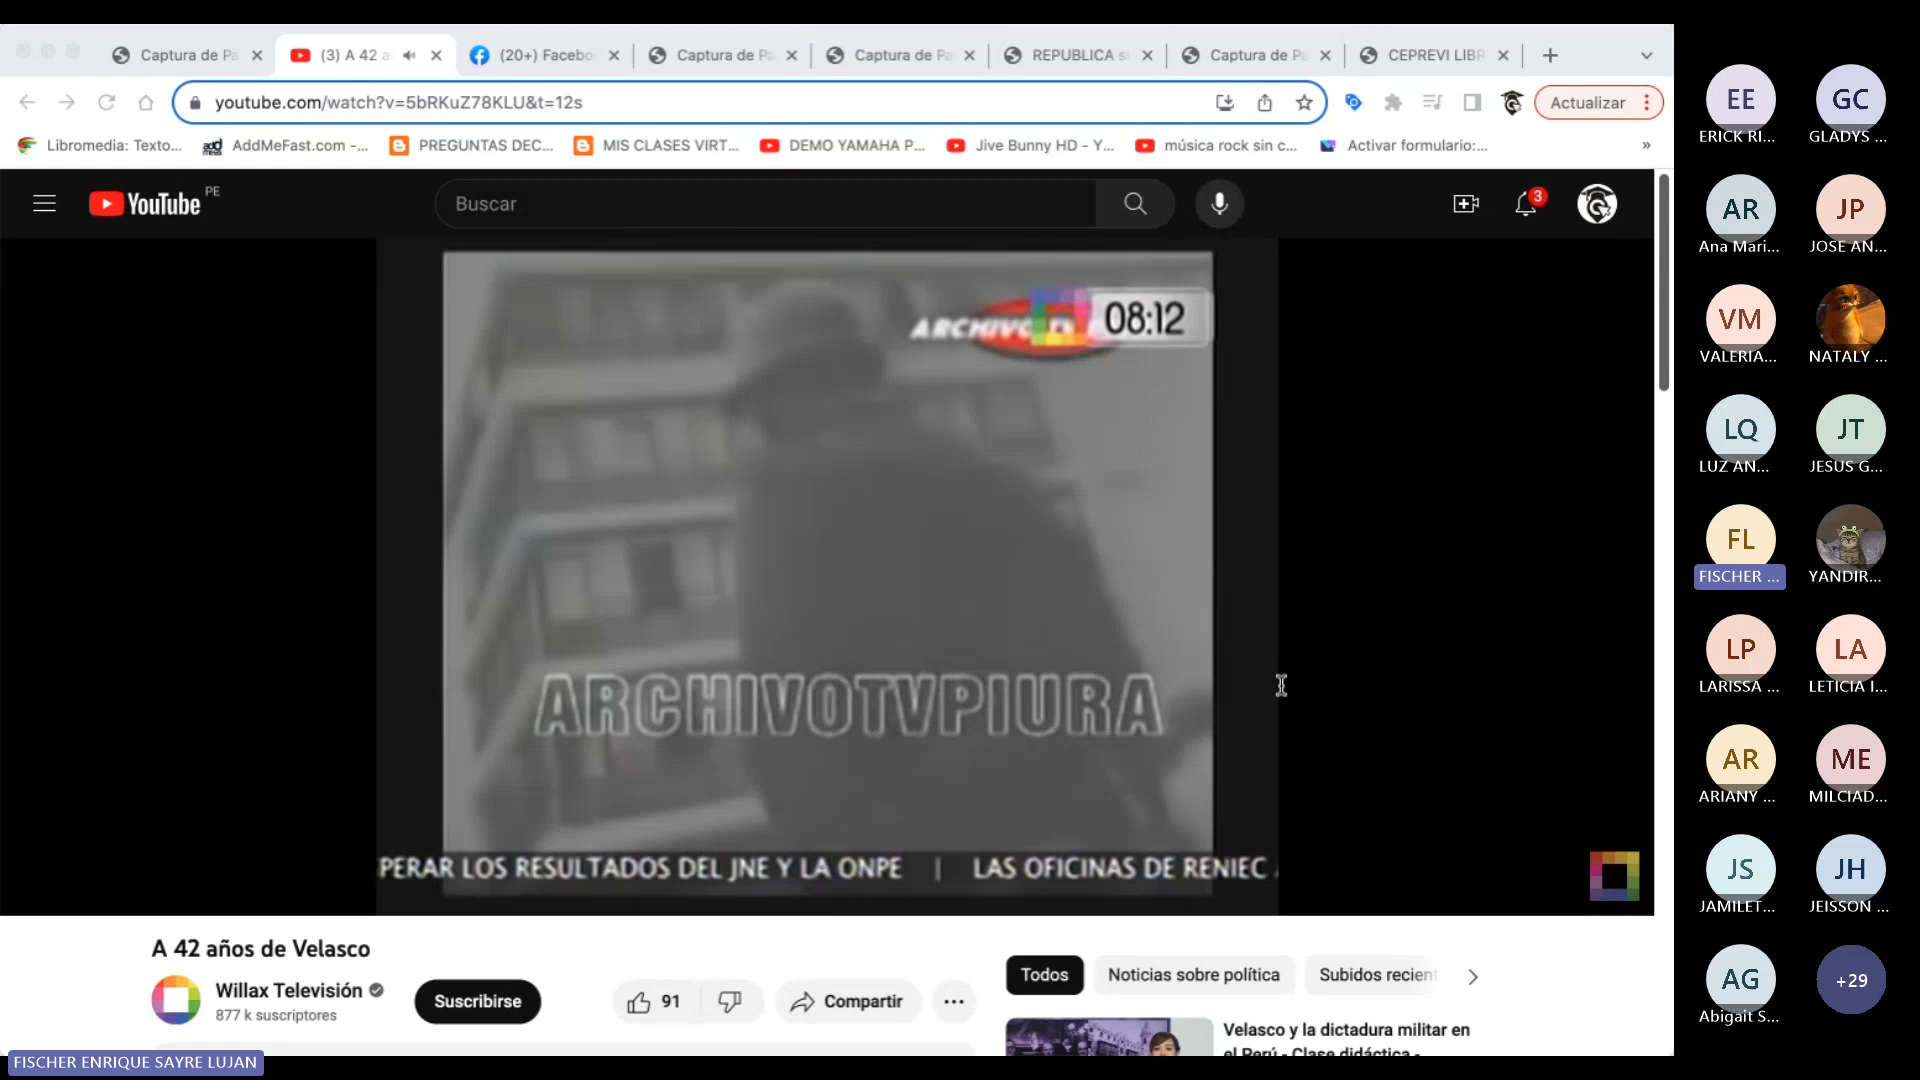 Captura de Pa
(3) A 42 a
(20+) Facebo
Captura de Pa
Captura de Pa
REPUBLICA s
Captura de Pa
CEPREVI LIBR
youtube.com/watch?v=5bRKuZ78KLU&t=12s
Actualizar
Libromedia: Texto...
AddMeFast.com -...
PREGUNTAS DEC...
MIS CLASES VIRT...
DEMO YAMAHA P...
Jive Bunny HD - Y...
música rock sin c...
Activar formulario:...
»
YouTube PE
Buscar
3
ARCHIVO
08:12
ARCHIVOTVPIURA
PERAR LOS RESULTADOS DEL JNE Y LA ONPE | LAS OFICINAS DE RENIEC
A 42 años de Velasco
Willax Televisión
877 k suscriptores
Suscribirse
91
Compartir
Todos
Noticias sobre política
Subidos recient
Velasco y la dictadura militar en
el Perú - Clase didáctica -
FISCHER ENRIQUE SAYRE LUJAN
EE
ERICK RI...
GC
GLADYS ...
AR
Ana Mari...
JP
JOSE AN...
VM
VALERIA...
NATALY ...
LQ
LUZ AN...
JT
JESUS G...
FL
FISCHER ...
YANDIR...
LP
LARISSA ...
LA
LETICIA I...
AR
ARIANY ...
ME
MILCIAD...
JS
JAMILET...
JH
JEISSON ...
AG
Abigait S...
+29